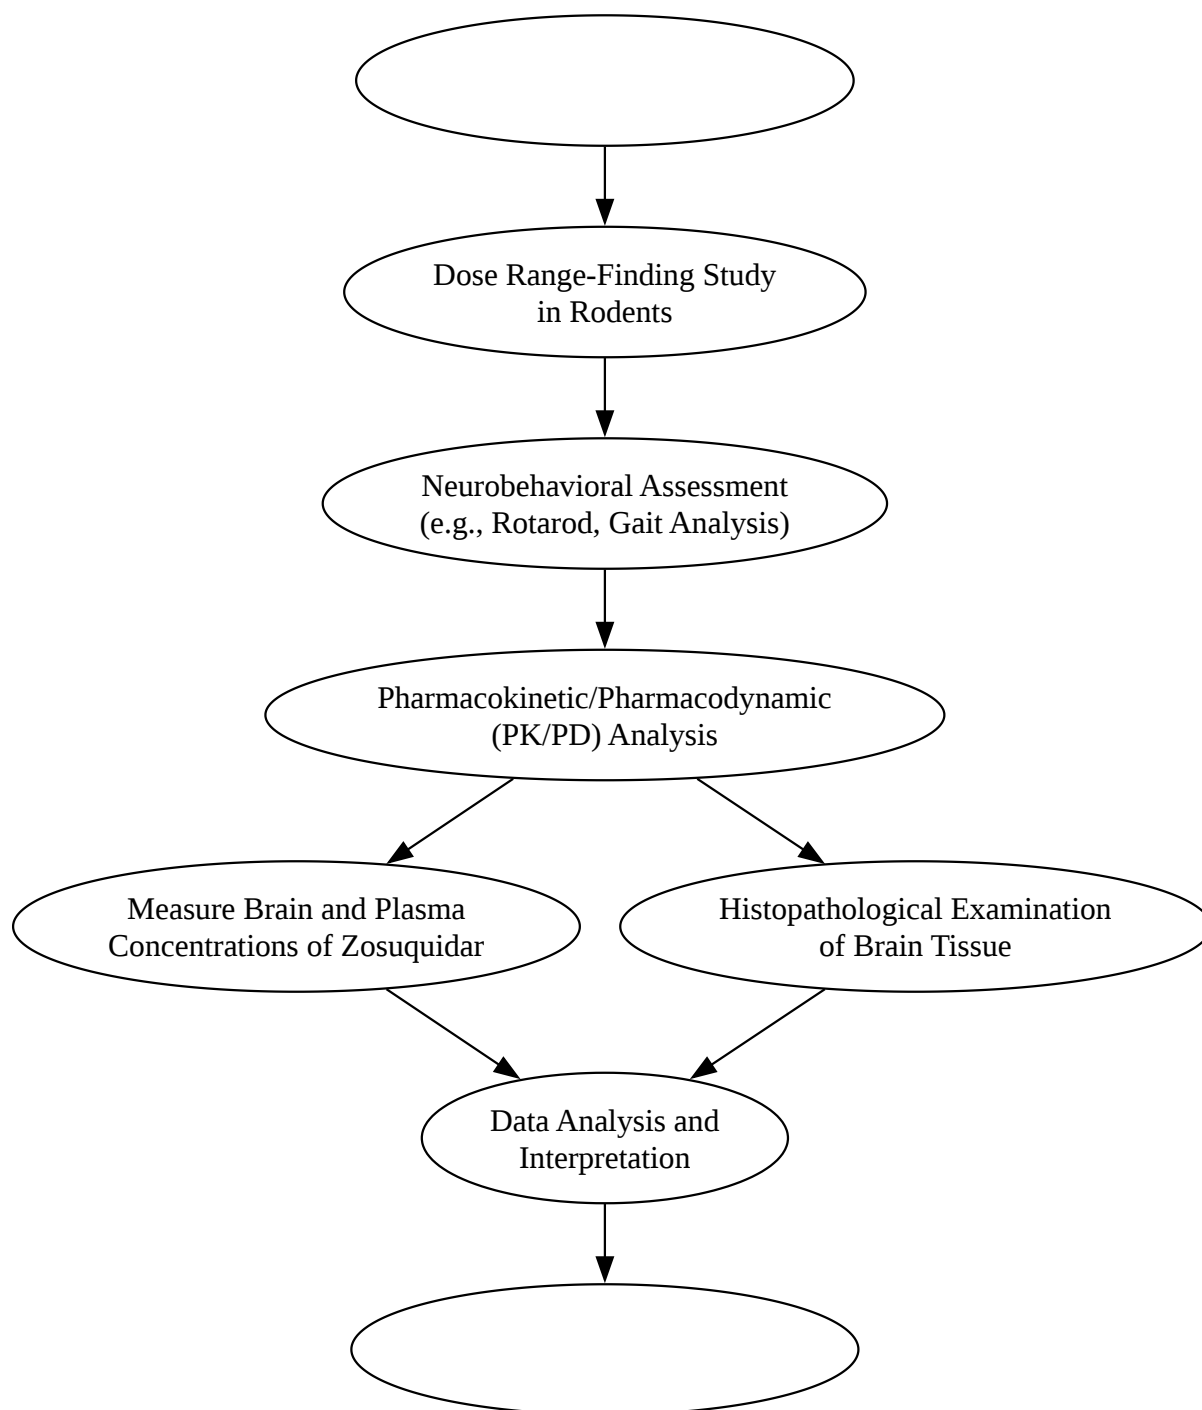 Dose Range-Finding Study
in Rodents
Neurobehavioral Assessment
(e.g., Rotarod, Gait Analysis)
Pharmacokinetic/Pharmacodynamic
(PK/PD) Analysis
Measure Brain and Plasma
Concentrations of Zosuquidar
Histopathological Examination
of Brain Tissue
Data Analysis and
Interpretation